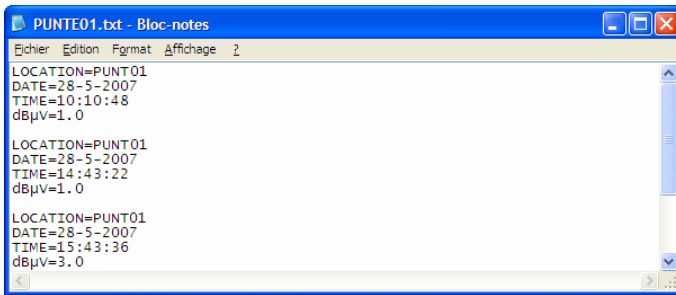 PUNTE01.txt - Bloc-notes
Fichier Edition Format Affichage ?
LOCATION=PUNT01
DATE=28-5-2007
TIME=10:10:48
dBµV=1.0
LOCATION=PUNT01
DATE=28-5-2007
TIME=14:43:22
dBµV=1.0
LOCATION=PUNT01
DATE=28-5-2007
TIME=15:43:36
dBµV=3.0